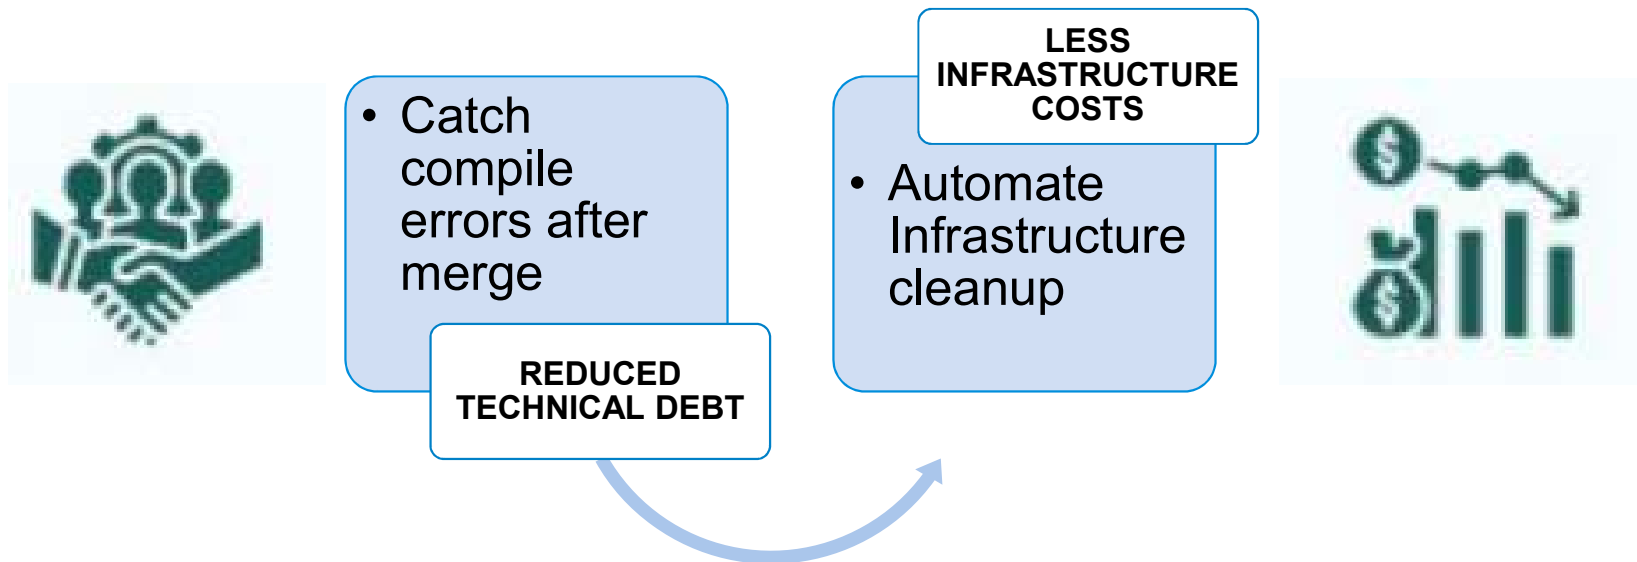 • Catch
compile
errors after
merge
REDUCED
TECHNICAL DEBT
LESS
INFRASTRUCTURE
COSTS
• Automate
Infrastructure
cleanup
$
$